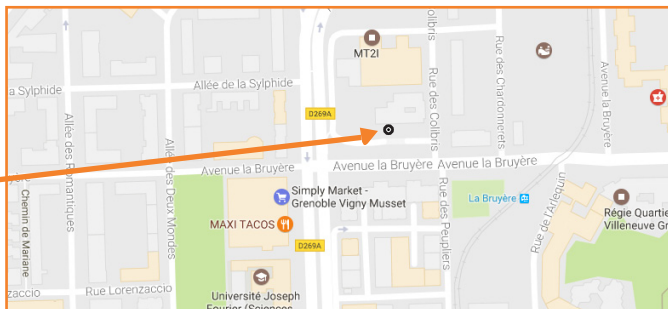 MT2I
olibris
Rue des Colibris
Rue des Chardonnerets
Avenue la Bruyère
a Sylphide
Allée de la Sylphide
D269A
Allée des Romantiques
Allée des Deux Mondes
Avenue la Bruyère
Avenue la Bruyère
Avenue la Bruyère
Chemin de Mariane
Simply Market -
Grenoble Vigny Musset
MAXI TACOS
D269A
Rue des Peupliers
La Bruyère
Rue de l'Arlequin
Régie Quartie
Villeneuve Gr
zaccio
Rue Lorenzaccio
Université Joseph
Fourier (Sciences